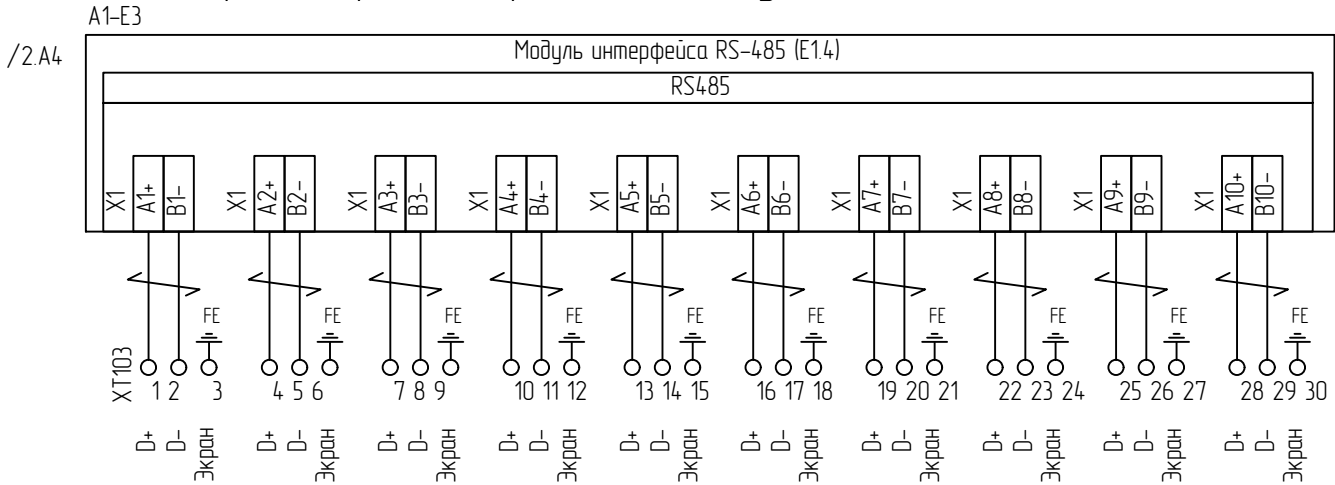 A1-E3
/2.A4
Модуль интерфейса RS-485 (E1.4)
RS485
X1 A1+ B1- X1 A2+ B2- X1 A3+ B3- X1 A4+ B4- X1 A5+ B5- X1 A6+ B6- X1 A7+ B7- X1 A8+ B8- X1 A9+ B9- X1 A10+ B10-
FE FE FE FE FE FE FE FE FE FE
XT103 1 2 3 4 5 6 7 8 9 10 11 12 13 14 15 16 17 18 19 20 21 22 23 24 25 26 27 28 29 30
D+ D- Экран D+ D- Экран D+ D- Экран D+ D- Экран D+ D- Экран D+ D- Экран D+ D- Экран D+ D- Экран D+ D- Экран D+ D- Экран